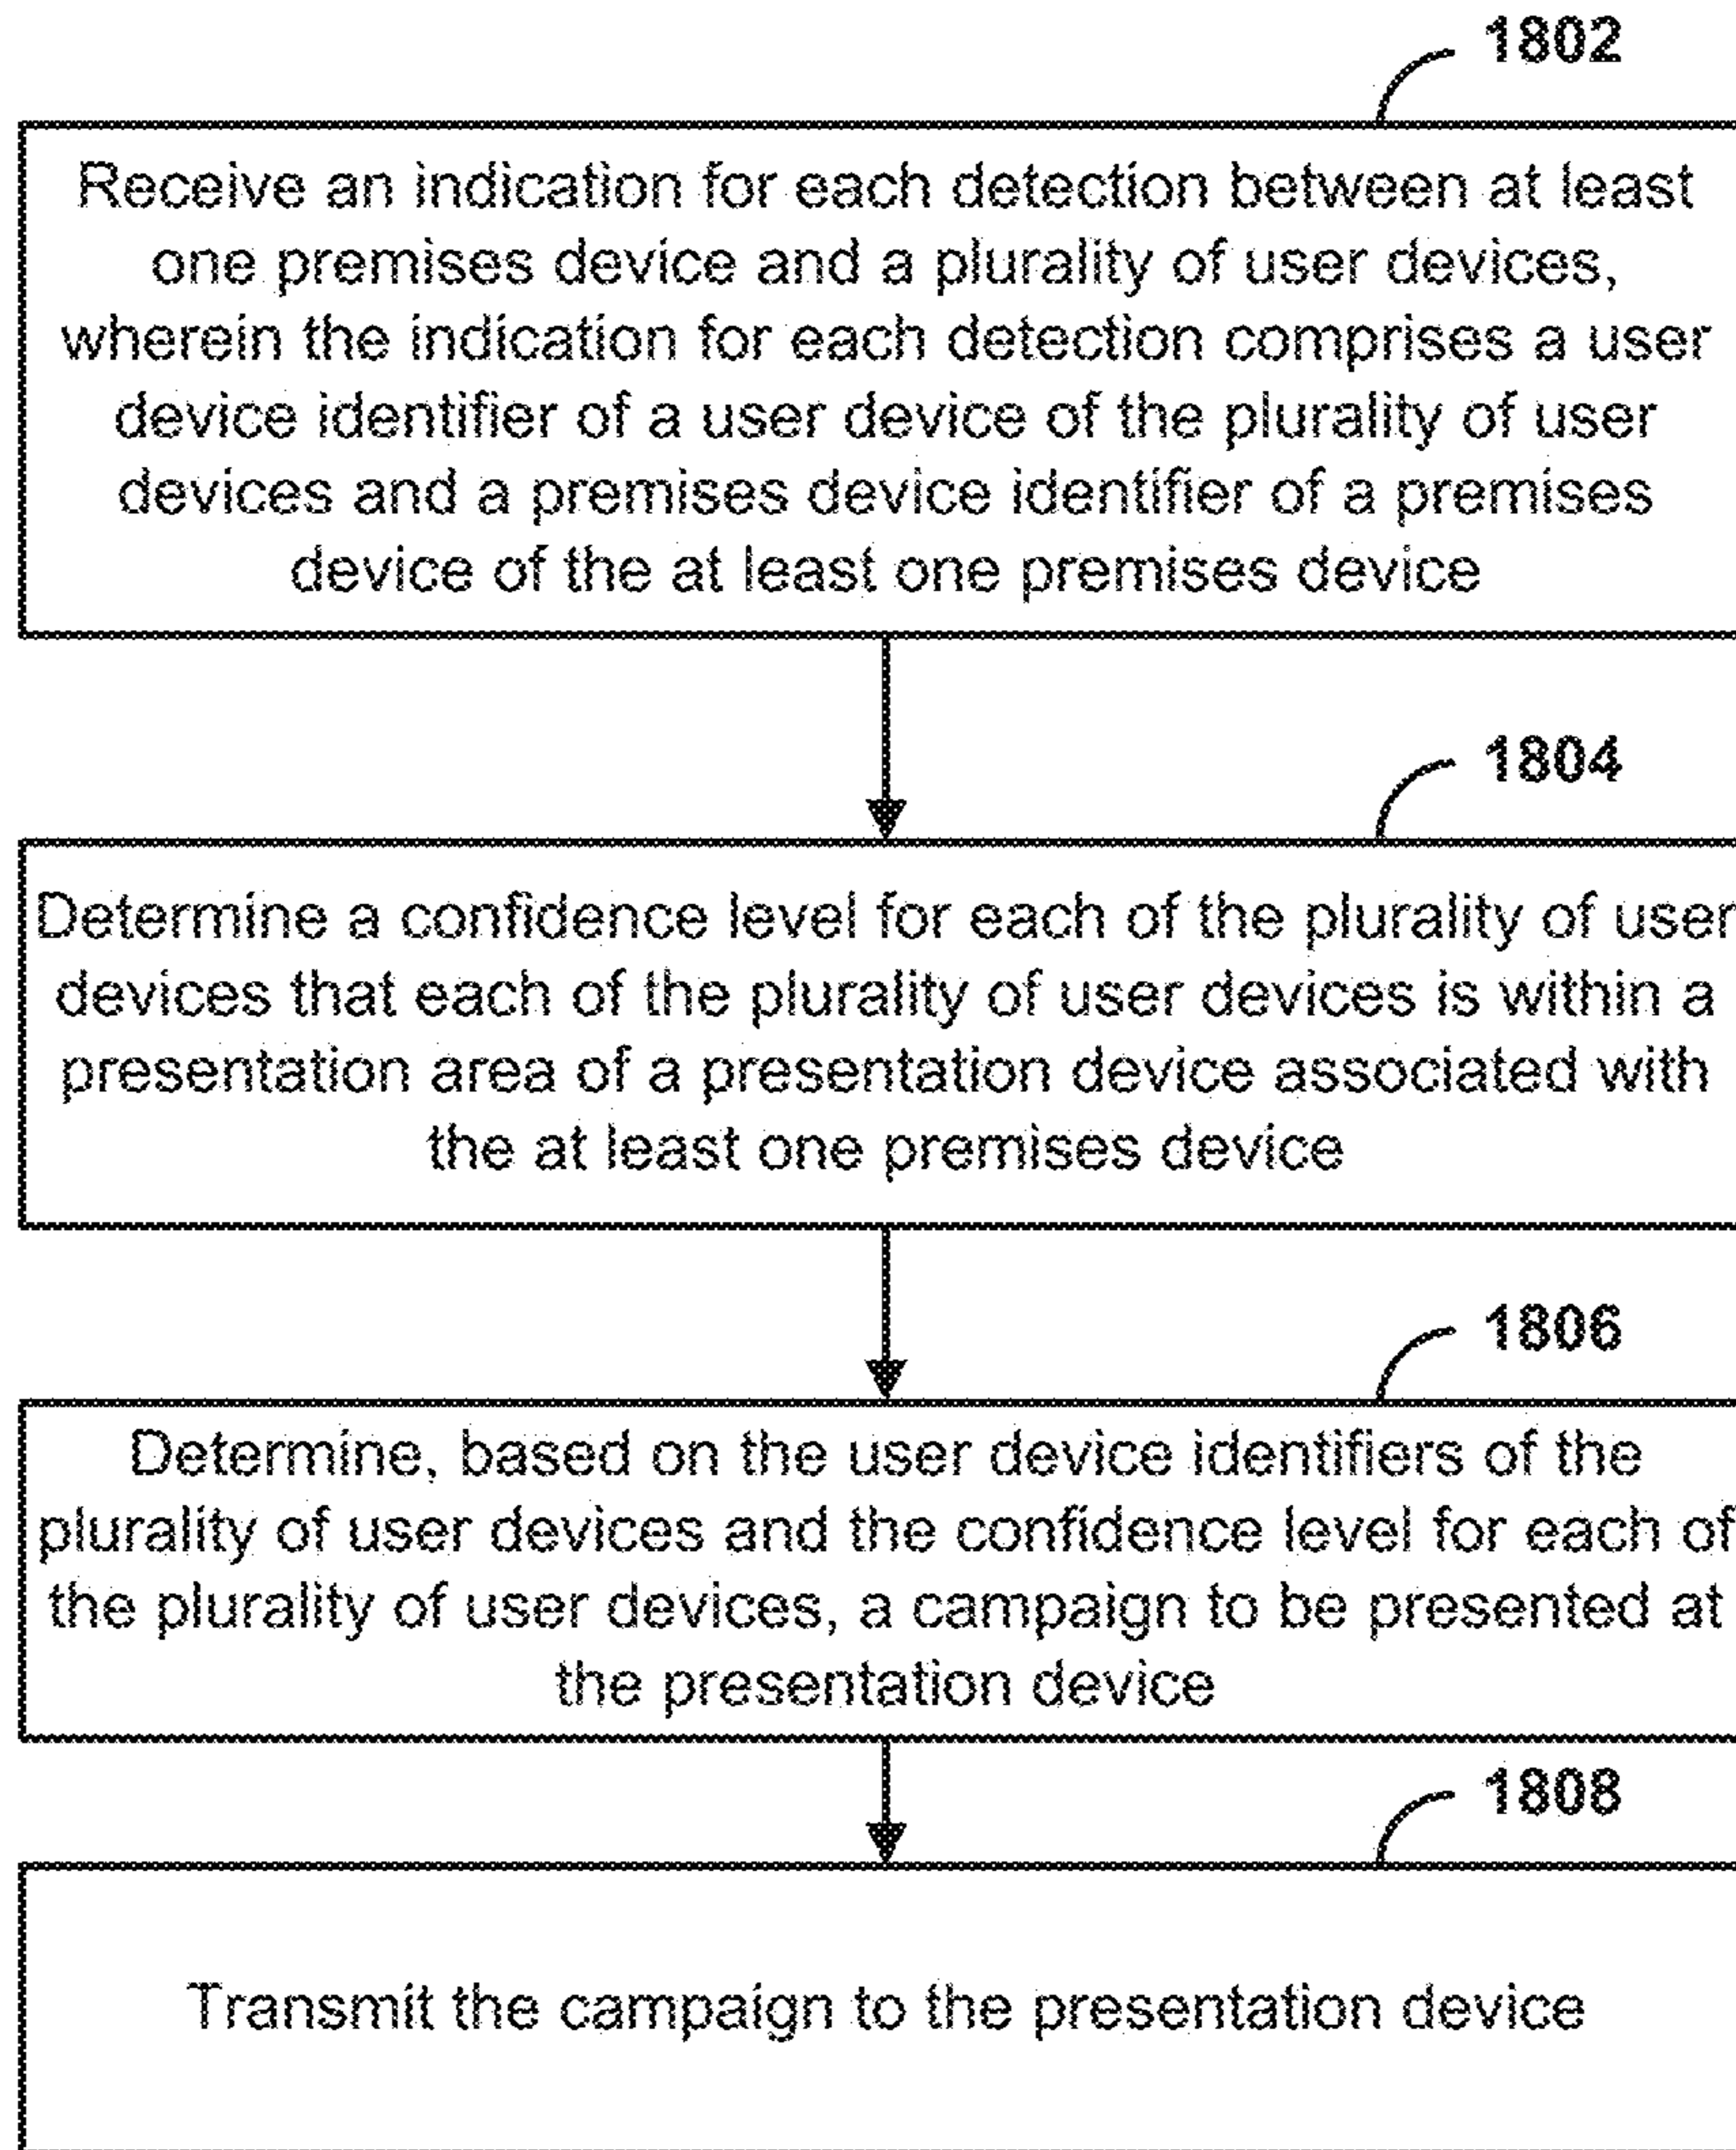 1802
Receive an indication for each detection between at least
one premises device and a plurality of user devices,
wherein the indication for each detection comprises a user
device identifier of a user device of the plurality of user
devices and a premises device identifier of a premises
device of the at least one premises device
1804
Determine a confidence level for each of the plurality of user
devices that each of the plurality of user devices is within a
presentation area of a presentation device associated with
the at least one premises device
1806
Determine, based on the user device identifiers of the
plurality of user devices and the confidence level for each of
the plurality of user devices, a campaign to be presented at
the presentation device
1808
Transmit the campaign to the presentation device